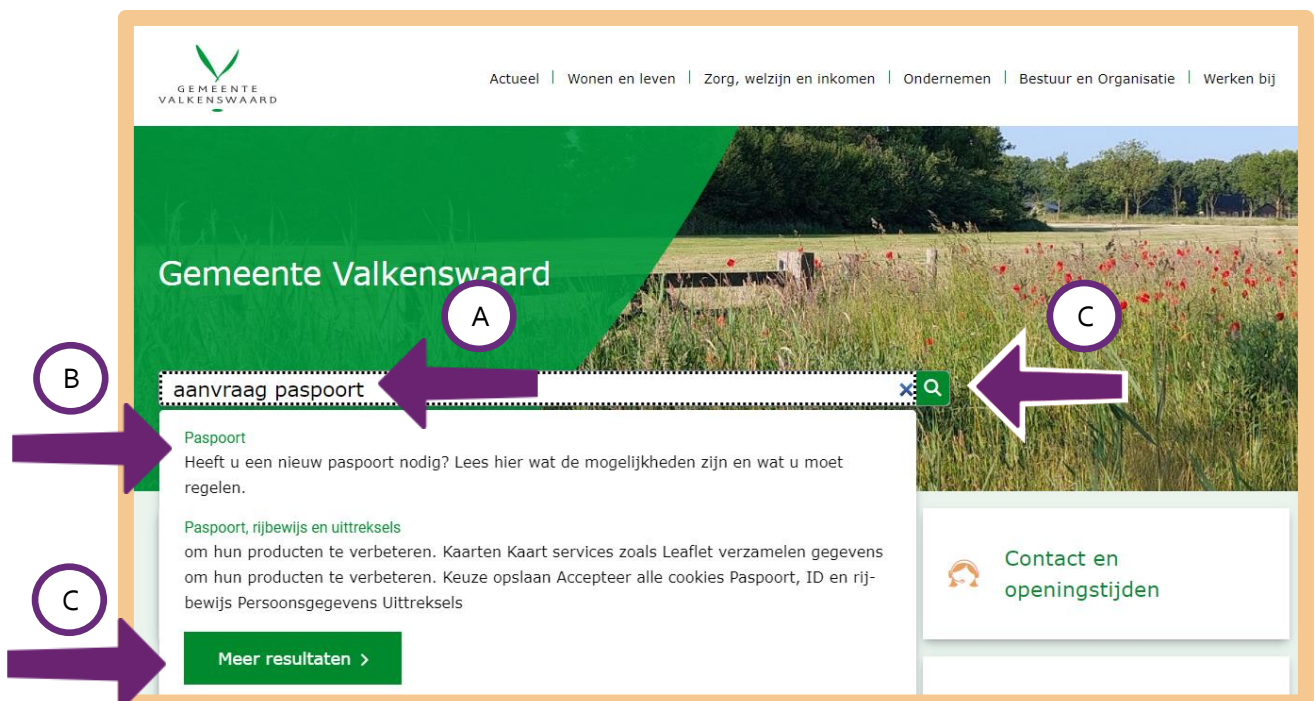 GEMEENTE
VALKENSWAARD
Actueel | Wonen en leven | Zorg, welzijn en inkomen | Ondernemen | Bestuur en Organisatie | Werken bij
Gemeente Valkenswaard
A
C
B
aanvraag paspoort
Paspoort
Heeft u een nieuw paspoort nodig? Lees hier wat de mogelijkheden zijn en wat u moet
regelen.
Paspoort, rijbewijs en uittreksels
om hun producten te verbeteren. Kaarten Kaart services zoals Leaflet verzamelen gegevens
om hun producten te verbeteren. Keuze opslaan Accepteer alle cookies Paspoort, ID en rij-
bewijs Persoonsgegevens Uittreksels
Contact en
openingstijden
C
Meer resultaten >